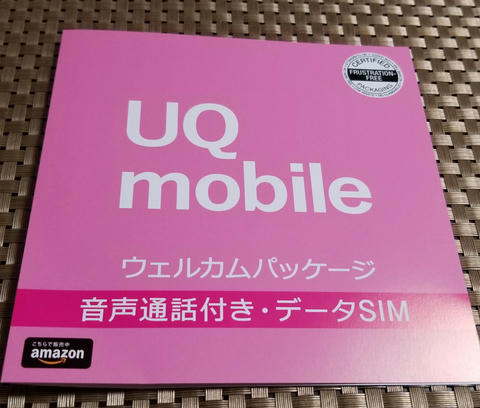 CERTIFIED
FRUSTRATION-
FREE
PACKAGING
UQ
mobile
ウェルカムパッケージ
音声通話付き・データSIM
こちらで販売中
amazon